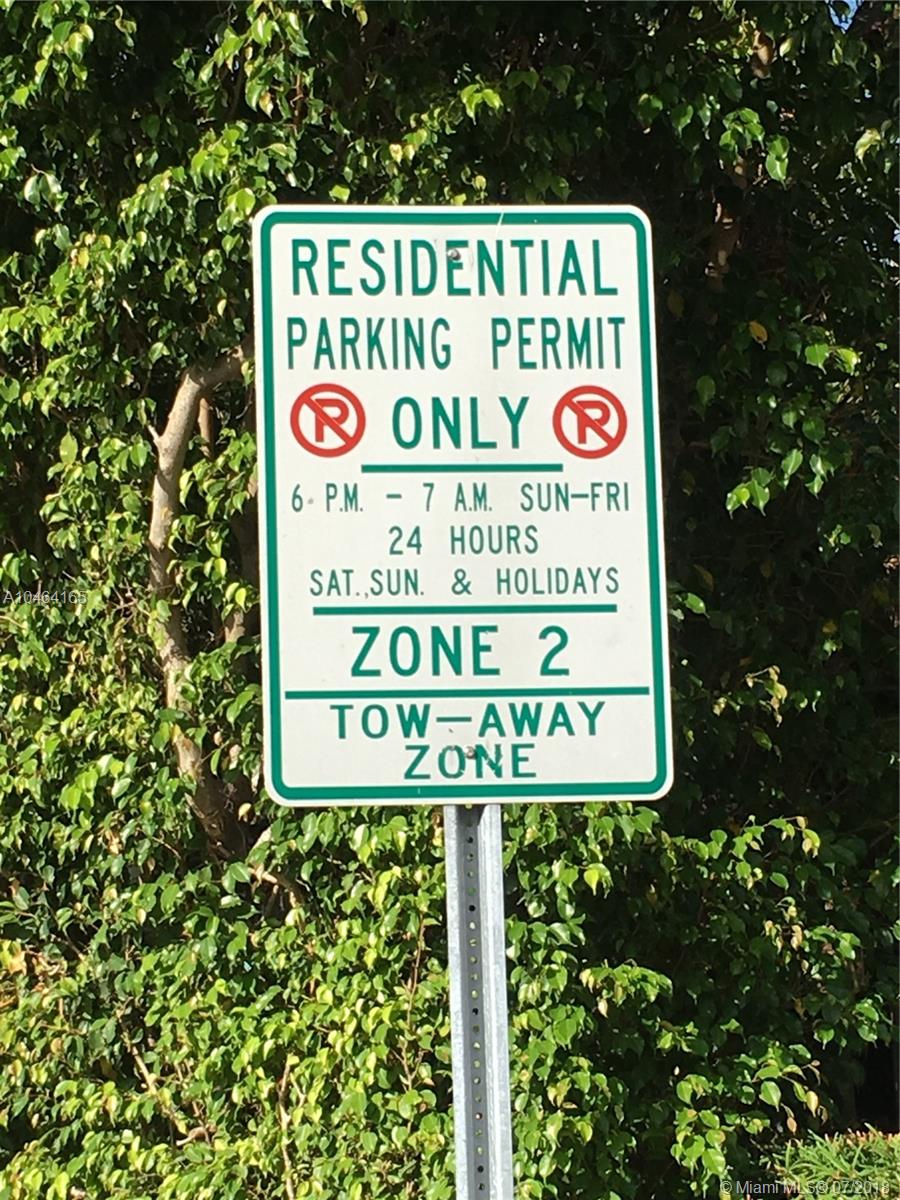 RESIDENTIAL
PARKING PERMIT
ONLY
6 P.M. - 7 A.M. SUN-FRI
24 HOURS
SAT., SUN. & HOLIDAYS
ZONE 2
TOW-AWAY
ZONE
A10464165
© Miami MLS® 07/2018